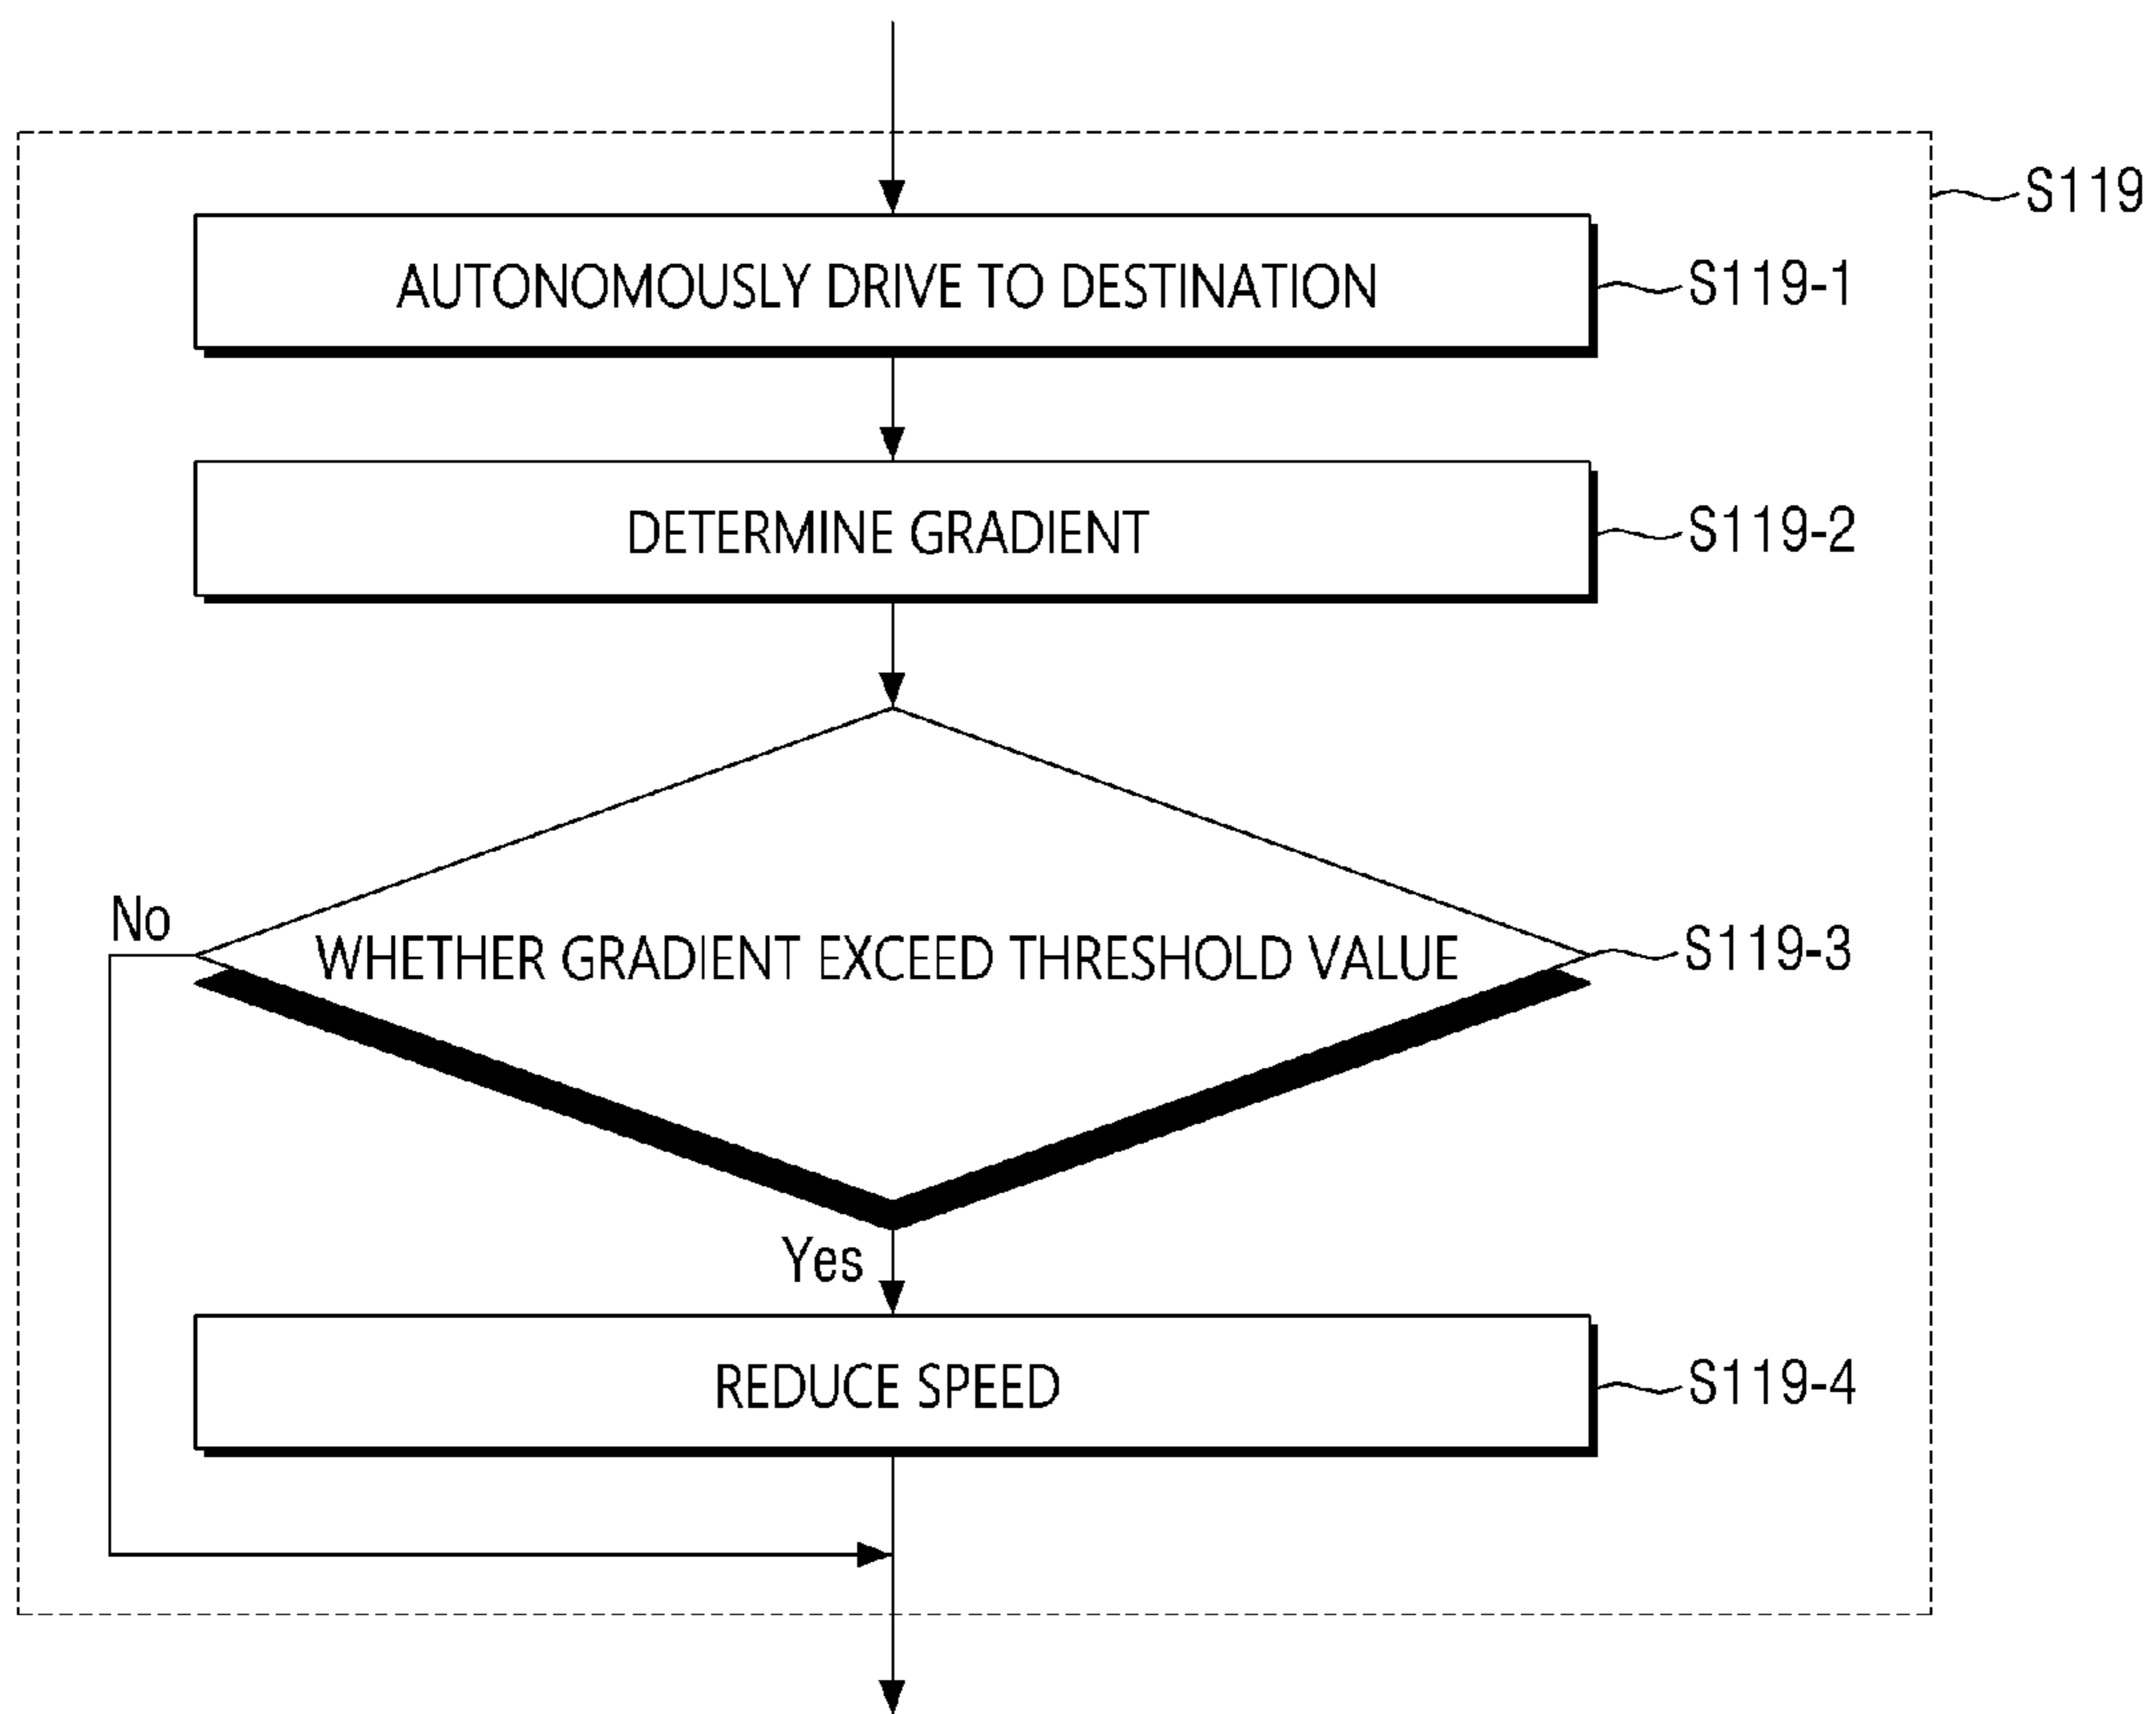 S119
AUTONOMOUSLY DRIVE TO DESTINATION
S119-1
DETERMINE GRADIENT
S119-2
No
WHETHER GRADIENT EXCEED THRESHOLD VALUE
S119-3
Yes
REDUCE SPEED
S119-4